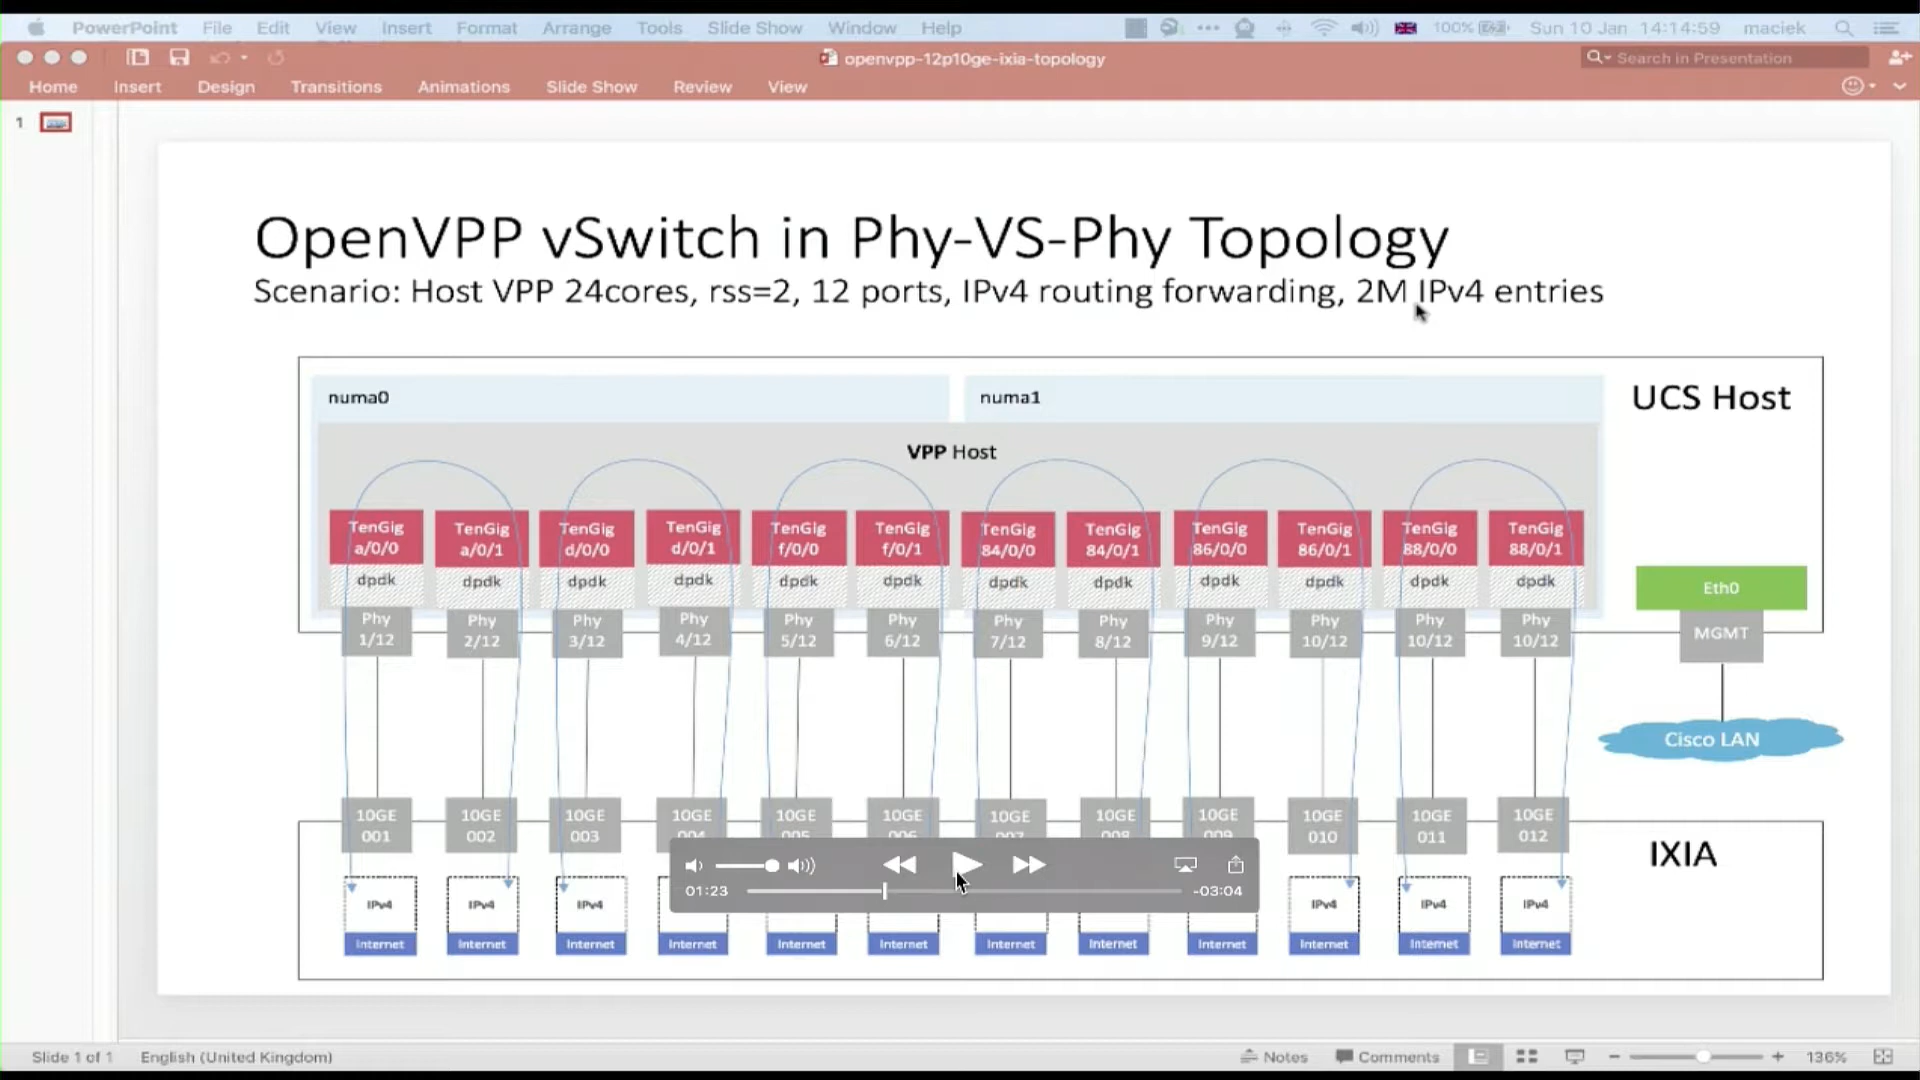 PowerPoint File Edit View Insert Format Arrange Tools Slide Show Window Help 100% Sun 10 Jan 14:14:59 maciek
openvpp-12p10ge-ixia-topology Search in Presentation
Home Insert Design Transitions Animations Slide Show Review View
1
OpenVPP vSwitch in Phy-VS-Phy Topology
Scenario: Host VPP 24cores, rss=2, 12 ports, IPv4 routing forwarding, 2M IPv4 entries
numa0 numa1 UCS Host
VPP Host
TenGig TenGig TenGig TenGig TenGig TenGig TenGig TenGig TenGig TenGig TenGig TenGig
a/0/0 a/0/1 d/0/0 d/0/1 f/0/0 f/0/1 84/0/0 84/0/1 86/0/0 86/0/1 88/0/0 88/0/1
dpdk dpdk dpdk dpdk dpdk dpdk dpdk dpdk dpdk dpdk dpdk dpdk
Eth0
Phy Phy Phy Phy Phy Phy Phy Phy Phy Phy Phy Phy
1/12 2/12 3/12 4/12 5/12 6/12 7/12 8/12 9/12 10/12 10/12 10/12
MGMT
Cisco LAN
10GE 10GE 10GE 10GE 10GE 10GE 10GE 10GE 10GE 10GE 10GE 10GE
001 002 003 004 005 006 007 008 009 010 011 012
IXIA
01:23 -03:04
IPv4 IPv4 IPv4 IPv4 IPv4 IPv4
Internet Internet Internet Internet Internet Internet Internet Internet Internet Internet Internet Internet
Slide 1 of 1 English (United Kingdom) Notes Comments 136%